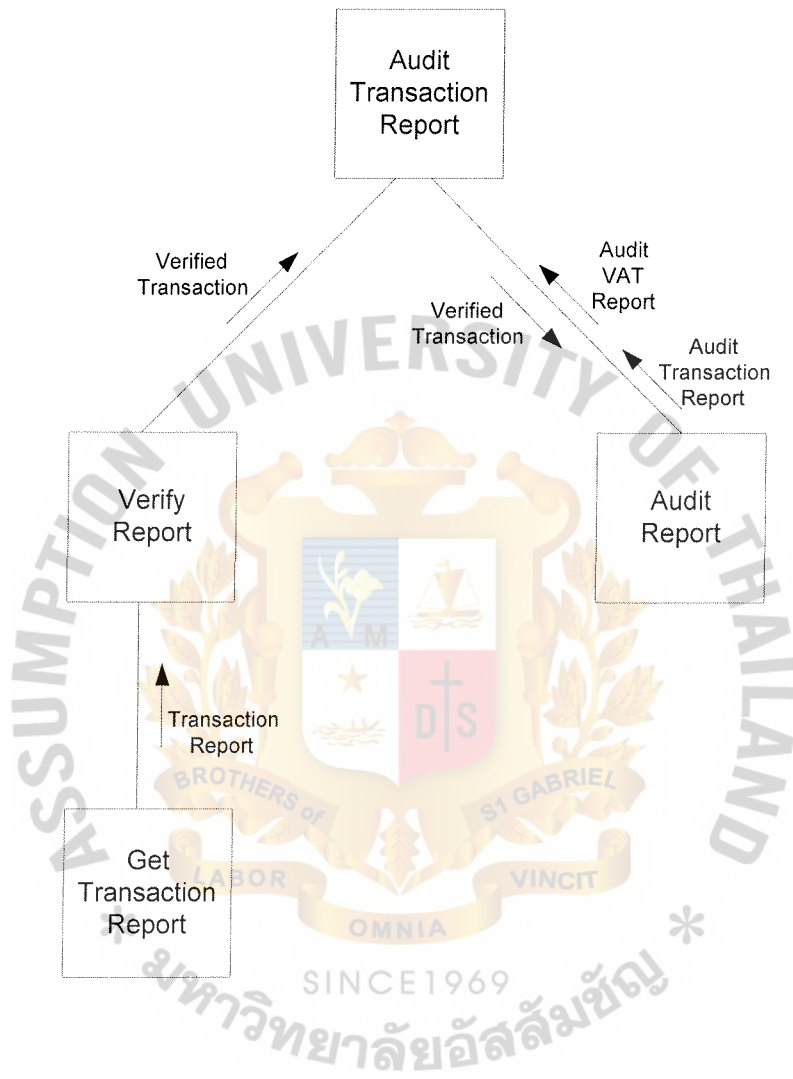 Audit
Transaction
Report
Verified
Transaction
Audit
VAT
Report
Verified
Transaction
Audit
Transaction
Report
Verify
Report
Audit
Report
Transaction
Report
Get
Transaction
Report
ASSUMPTION UNIVERSITY OF THAILAND
A M
D S
BROTHERS of
S1 GABRIEL
LABOR
VINCIT
OMNIA
SINCE1969
* มหาวิทยาลัยอัสสัมชัญ *